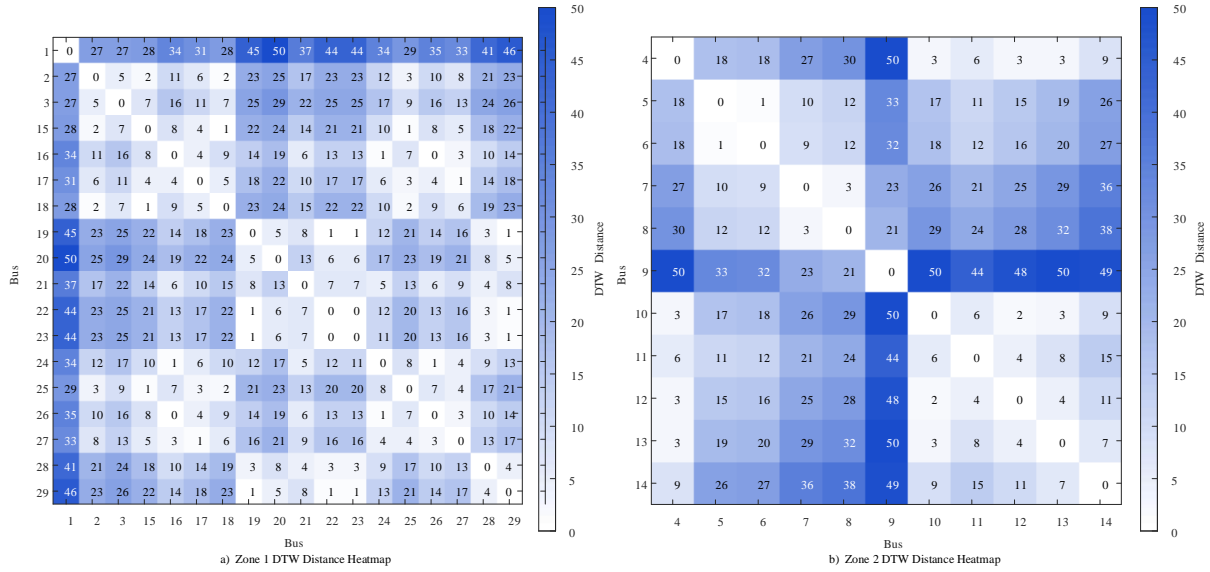 1 0 27 27 28 34 31 28 45 50 37 44 44 34 29 35 33 41 46
2 27 0 5 2 11 6 2 23 25 17 23 23 12 3 10 8 21 23
3 27 5 0 7 16 11 7 25 29 22 25 25 17 9 16 13 24 26
15 28 2 7 0 8 4 1 22 24 14 21 21 10 1 8 5 18 22
16 34 11 16 8 0 4 9 14 19 6 13 13 1 7 0 3 10 14
17 31 6 11 4 4 0 5 18 22 10 17 17 6 3 4 1 14 18
18 28 2 7 1 9 5 0 23 24 15 22 22 10 2 9 6 19 23
19 45 23 25 22 14 18 23 0 5 8 1 1 12 21 14 16 3 1
20 50 25 29 24 19 22 24 5 0 13 6 6 17 23 19 21 8 5
21 37 17 22 14 6 10 15 8 13 0 7 7 5 13 6 9 4 8
22 44 23 25 21 13 17 22 1 6 7 0 0 12 20 13 16 3 1
23 44 23 25 21 13 17 22 1 6 7 0 0 11 20 13 16 3 1
24 34 12 17 10 1 6 10 12 17 5 12 11 0 8 1 4 9 13
25 29 3 9 1 7 3 2 21 23 13 20 20 8 0 7 4 17 21
26 35 10 16 8 0 4 9 14 19 6 13 13 1 7 0 3 10 14
27 33 8 13 5 3 1 6 16 21 9 16 16 4 4 3 0 13 17
28 41 21 24 18 10 14 19 3 8 4 3 3 9 17 10 13 0 4
29 46 23 26 22 14 18 23 1 5 8 1 1 13 21 14 17 4 0
1 2 3 15 16 17 18 19 20 21 22 23 24 25 26 27 28 29
Bus
Bus
50
45
40
35
30
25
20
15
10
5
0
DTW Distance
a) Zone 1 DTW Distance Heatmap
4 0 18 18 27 30 50 3 6 3 3 9
5 18 0 1 10 12 33 17 11 15 19 26
6 18 1 0 9 12 32 18 12 16 20 27
7 27 10 9 0 3 23 26 21 25 29 36
8 30 12 12 3 0 21 29 24 28 32 38
9 50 33 32 23 21 0 50 44 48 50 49
10 3 17 18 26 29 50 0 6 2 3 9
11 6 11 12 21 24 44 6 0 4 8 15
12 3 15 16 25 28 48 2 4 0 4 11
13 3 19 20 29 32 50 3 8 4 0 7
14 9 26 27 36 38 49 9 15 11 7 0
4 5 6 7 8 9 10 11 12 13 14
Bus
Bus
50
45
40
35
30
25
20
15
10
5
0
DTW Distance
b) Zone 2 DTW Distance Heatmap